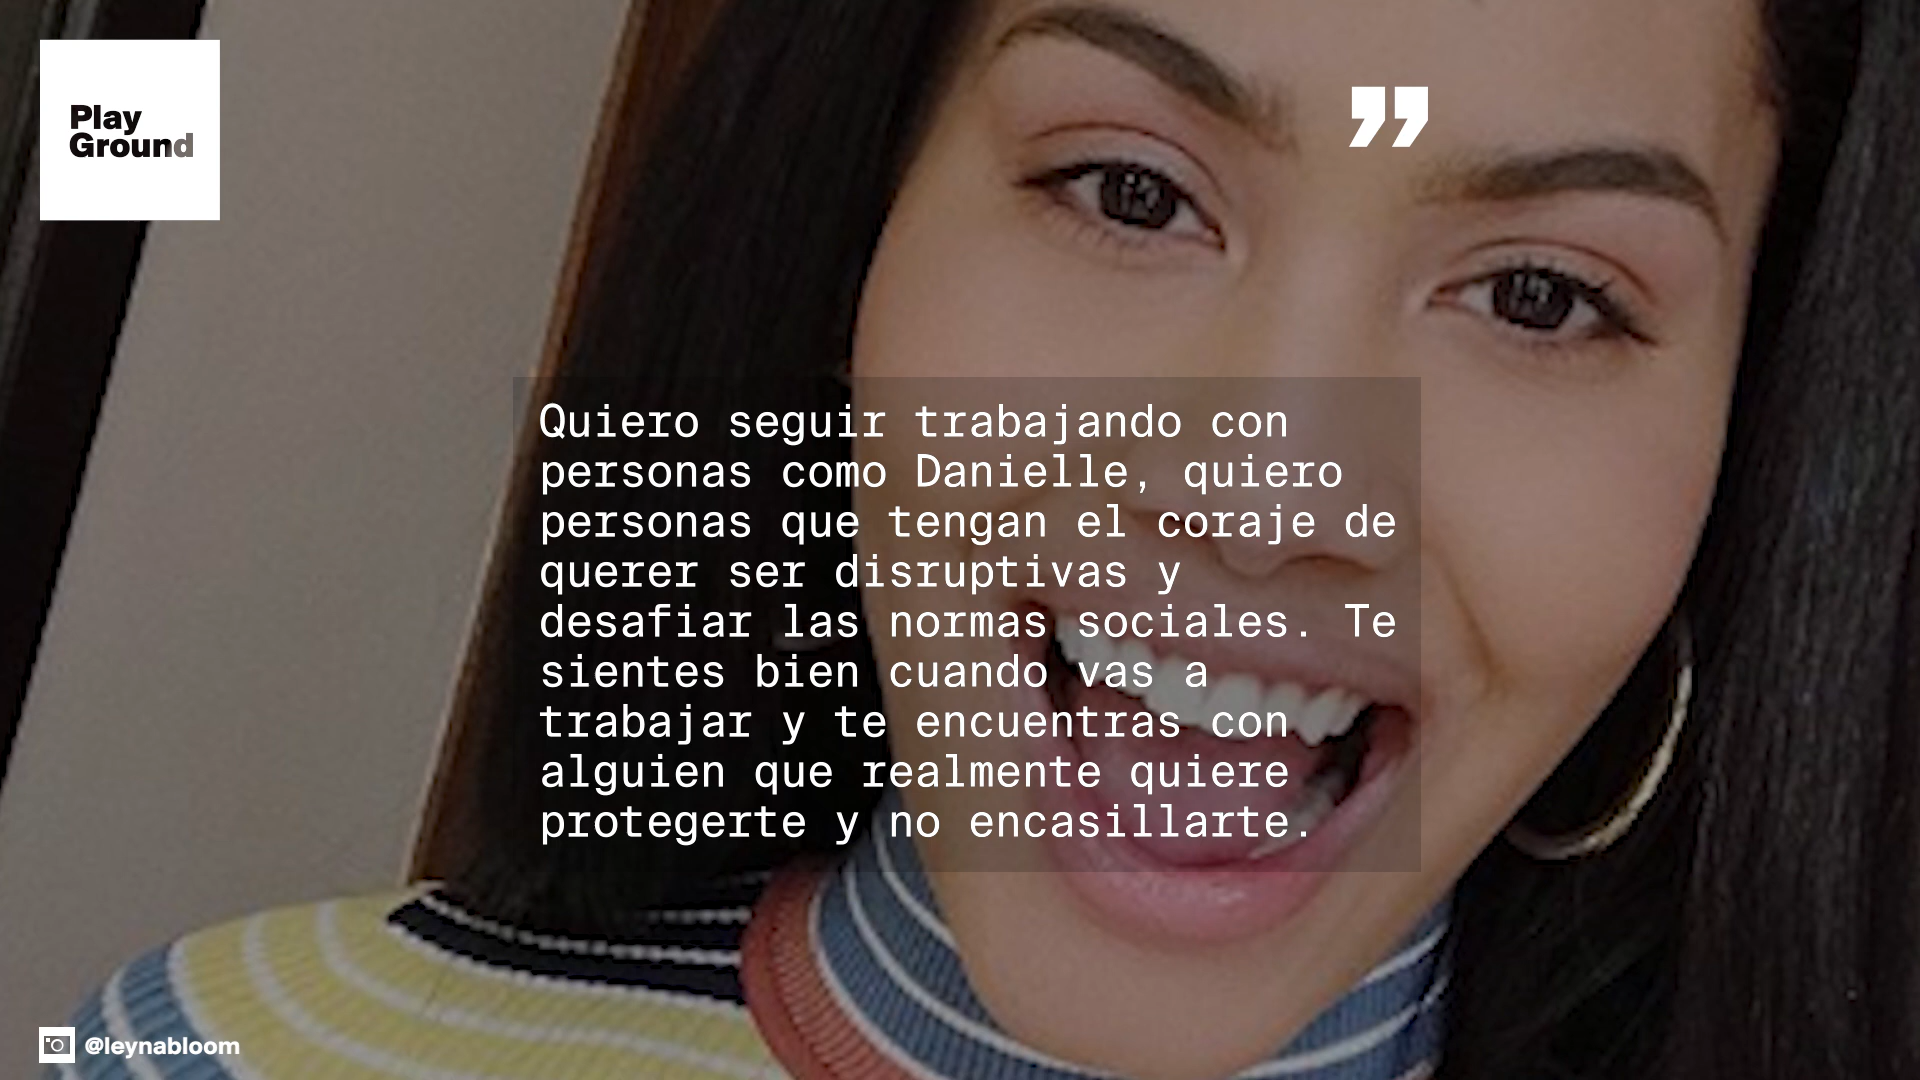 Play
Ground
”
Quiero seguir trabajando con
personas como Danielle, quiero
personas que tengan el coraje de
querer ser disruptivas y
desafiar las normas sociales. Te
sientes bien cuando vas a
trabajar y te encuentras con
alguien que realmente quiere
protegerte y no encasillarte.
@leynabloom